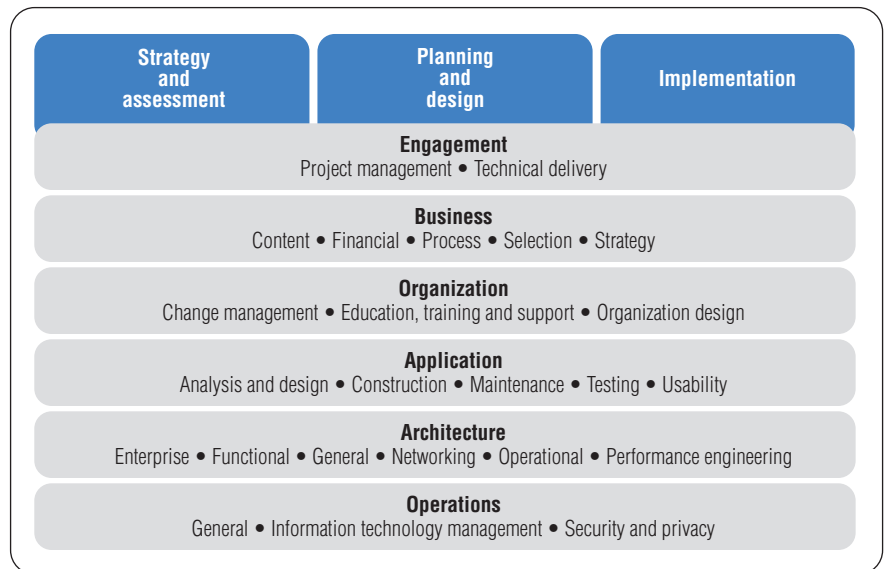 Strategy
and
assessment
Planning
and
design
Implementation
Engagement
Project management • Technical delivery
Business
Content • Financial • Process • Selection • Strategy
Organization
Change management • Education, training and support • Organization design
Application
Analysis and design • Construction • Maintenance • Testing • Usability
Architecture
Enterprise • Functional • General • Networking • Operational • Performance engineering
Operations
General • Information technology management • Security and privacy